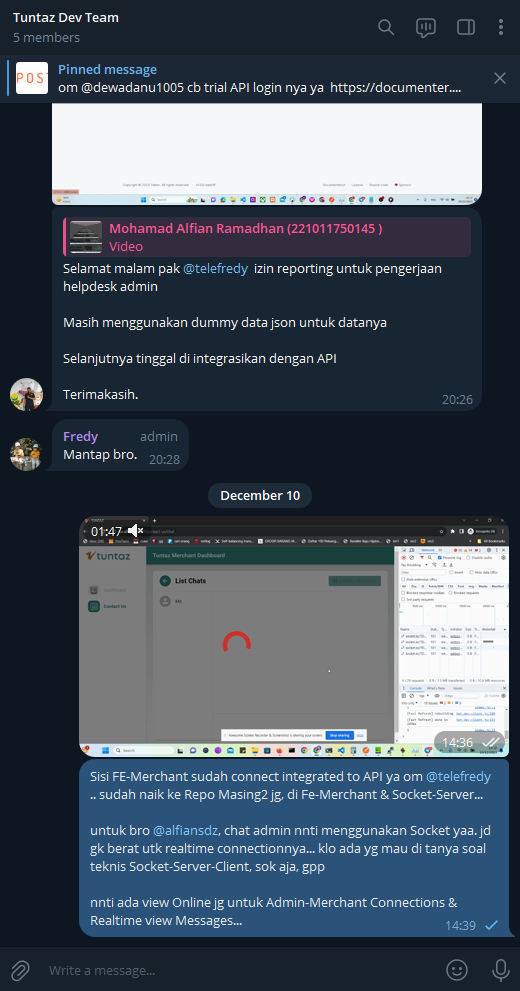 Tuntaz Dev Team
5 members
POST
Pinned message
om @dewadanu1005 cb trial API login nya ya https://documenter....
Mohamad Alfian Ramadhan (221011750145 )
Video
Selamat malam pak @telefredy izin reporting untuk pengerjaan
helpdesk admin
Masih menggunakan dummy data json untuk datanya
Selanjutnya tinggal di integrasikan dengan API
Terimakasih.
20:26
Fredy admin
Mantap bro.
20:28
December 10
01:47
tuntaz
Tuntaz Merchant Dashboard
Dashboard
Contact Us
List Chats
Stop sharing
14:36
Sisi FE-Merchant sudah connect integrated to API ya om @telefredy
.. sudah naik ke Repo Masing2 jg, di Fe-Merchant & Socket-Server...
untuk bro @alfiansdz, chat admin nnti menggunakan Socket yaa. jd
gk berat utk realtime connectionnya... klo ada yg mau di tanya soal
teknis Socket-Server-Client, sok aja, gpp
nnti ada view Online jg untuk Admin-Merchant Connections &
Realtime view Messages...
14:39
Write a message...